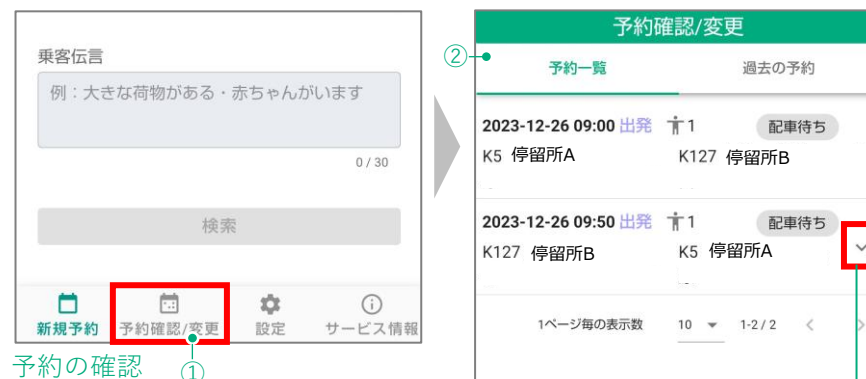 乗客伝言
例：大きな荷物がある・赤ちゃんがいます
0 / 30
検索
新規予約 予約確認/変更 設定 サービス情報
予約の確認 ①
予約確認/変更
②
予約一覧 過去の予約
2023-12-26 09:00 出発 1 配車待ち
K5 停留所A K127 停留所B
2023-12-26 09:50 出発 1 配車待ち
K127 停留所B K5 停留所A
1ページ毎の表示数 10 1-2 / 2